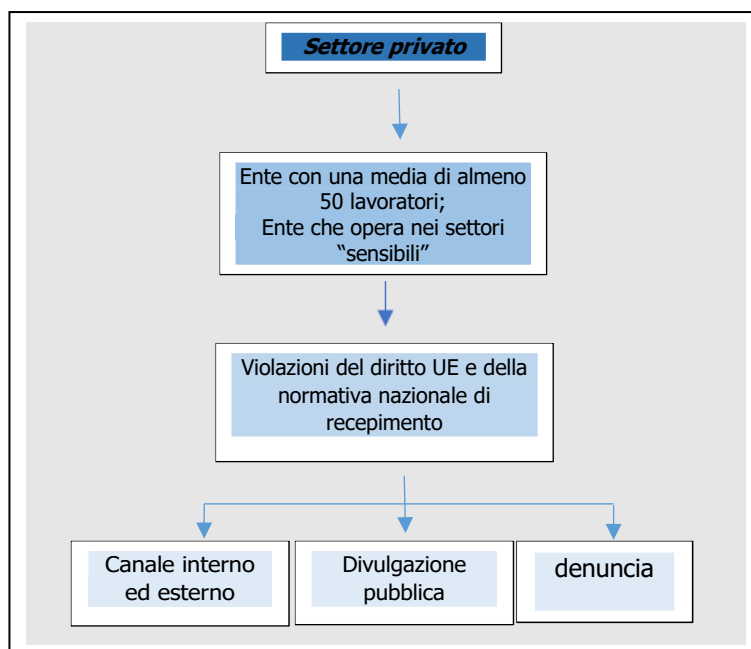 Settore privato
Ente con una media di almeno
50 lavoratori;
Ente che opera nei settori
“sensibili”
Violazioni del diritto UE e della
normativa nazionale di
recepimento
Canale interno
ed esterno
Divulgazione
pubblica
denuncia